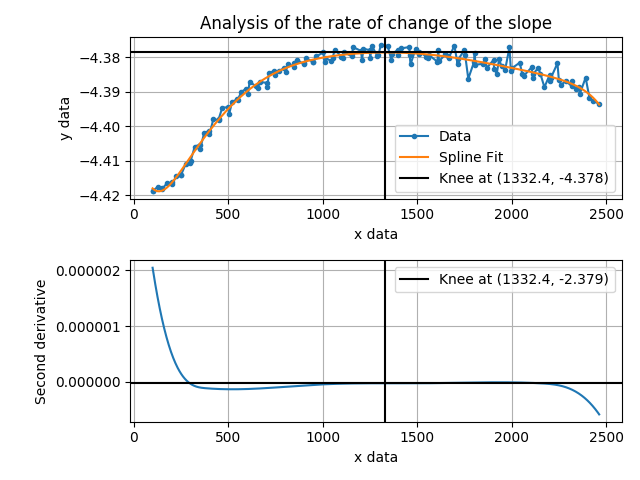 Analysis of the rate of change of the slope
−4.38
−4.39
−4.40
−4.41
−4.42
y data
Data
Spline Fit
Knee at (1332.4, -4.378)
0 500 1000 1500 2000 2500
x data
0.000002
0.000001
0.000000
Second derivative
Knee at (1332.4, -2.379)
0 500 1000 1500 2000 2500
x data